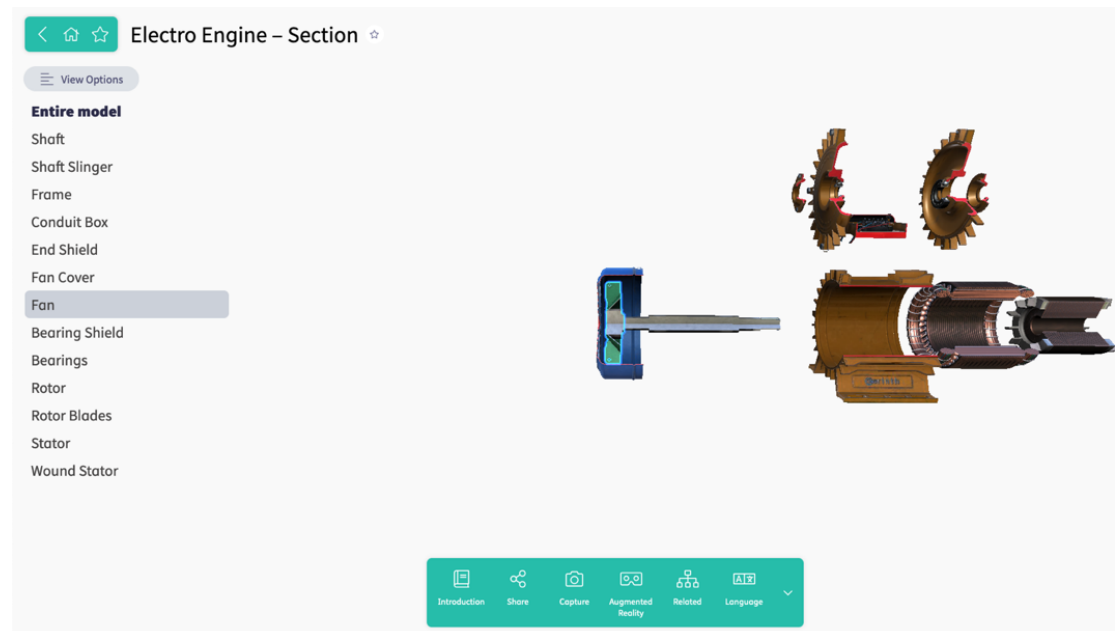 Electro Engine – Section
View Options
Entire model
Shaft
Shaft Slinger
Frame
Conduit Box
End Shield
Fan Cover
Fan
Bearing Shield
Bearings
Rotor
Rotor Blades
Stator
Wound Stator
Introduction
Share
Capture
Augmented
Reality
Related
Language